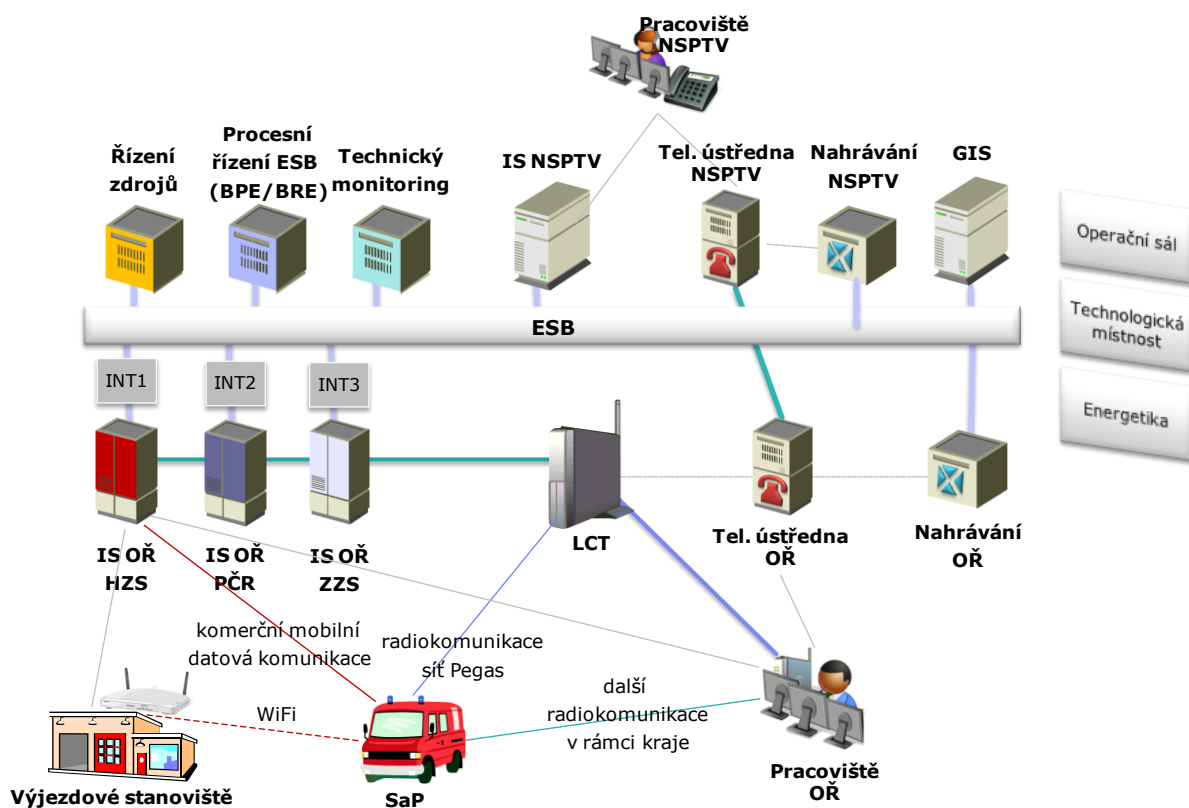 Pracoviště
NSPTV
Řízení
zdrojů
Procesní
řízení ESB
(BPE/BRE)
Technický
monitoring
IS NSPTV
Tel. ústředna
NSPTV
Nahrávání
NSPTV
GIS
Operační sál
Technologická
místnost
Energetika
ESB
INT1
INT2
INT3
IS OŘ
HZS
IS OŘ
PČR
IS OŘ
ZZS
LCT
Tel. ústředna
OŘ
Nahrávání
OŘ
komerční mobilní
datová komunikace
radiokomunikace
síť Pegas
WiFi
další
radiokomunikace
v rámci kraje
Výjezdové stanoviště
SaP
Pracoviště
OŘ